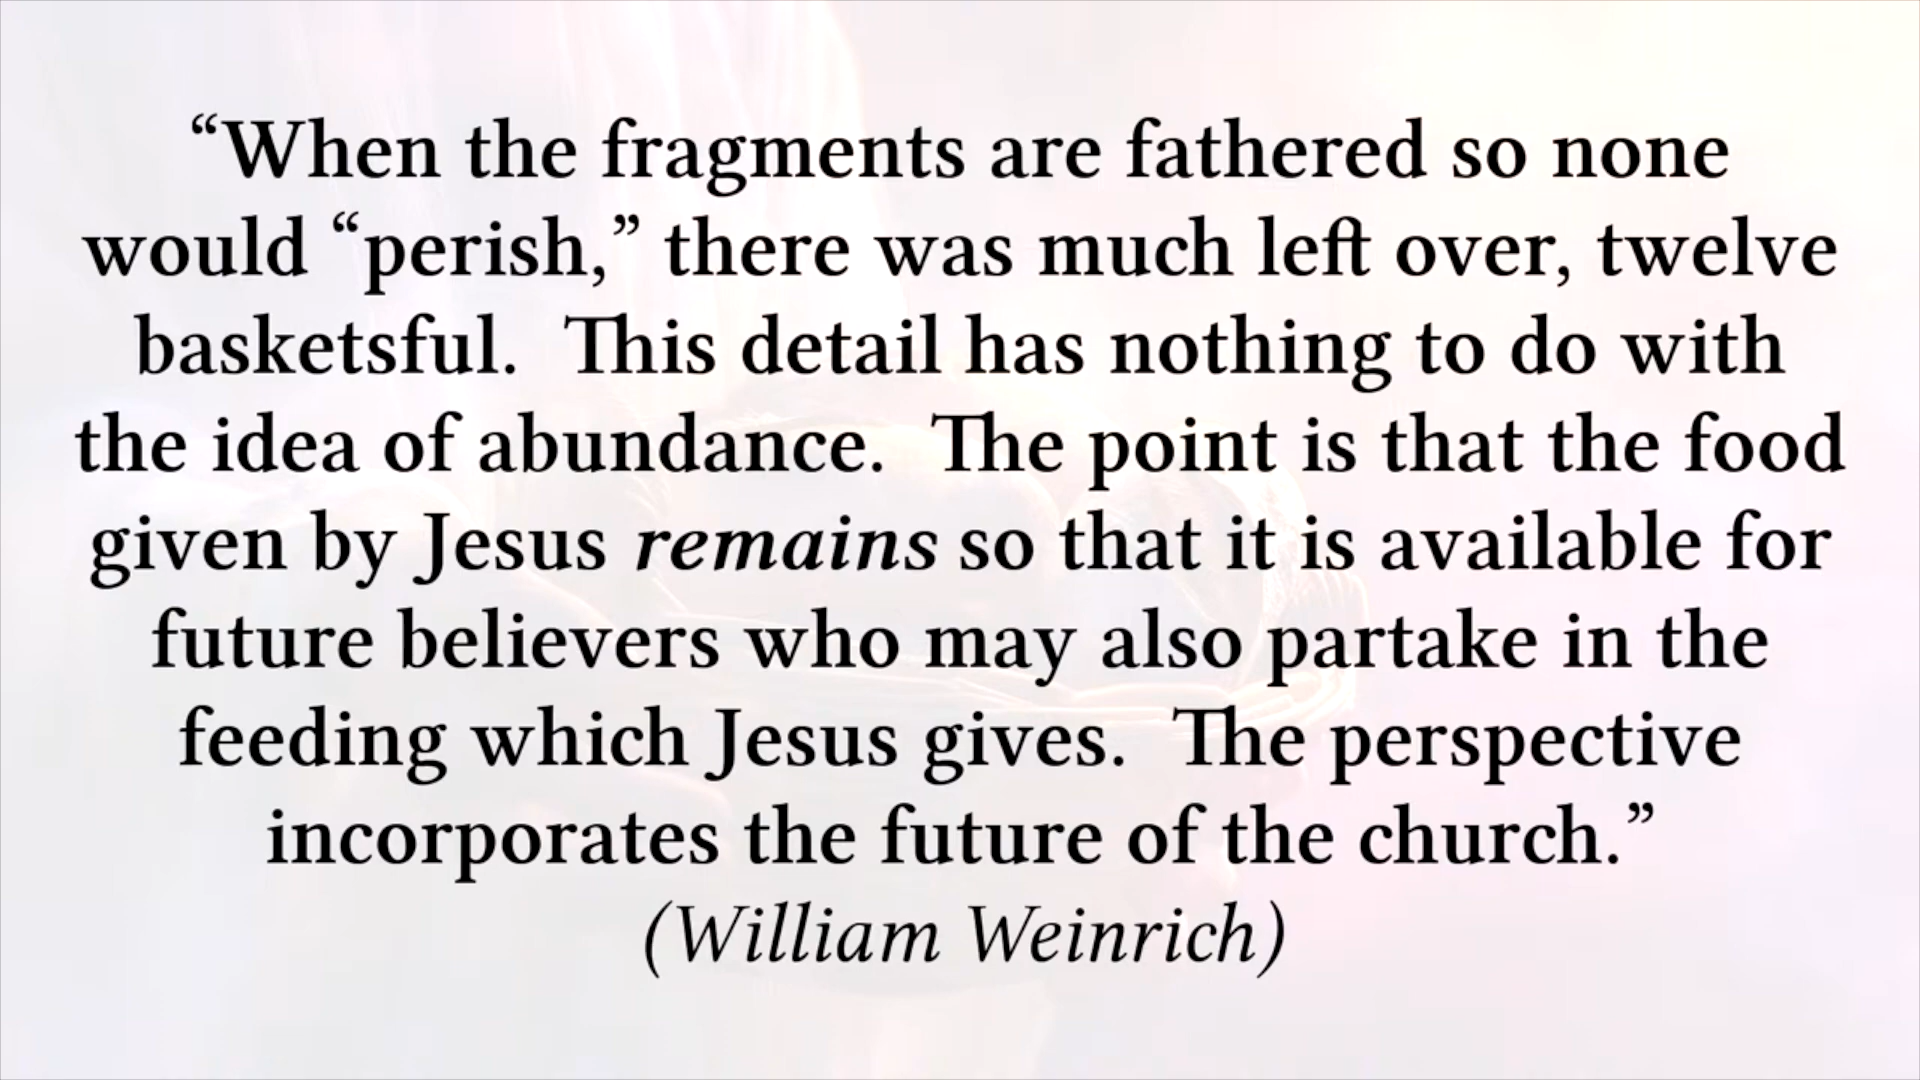 “When the fragments are fathered so none
would “perish,” there was much left over, twelve
basketsful.  This detail has nothing to do with
the idea of abundance.  The point is that the food
given by Jesus remains so that it is available for
future believers who may also partake in the
feeding which Jesus gives.  The perspective
incorporates the future of the church.”
(William Weinrich)